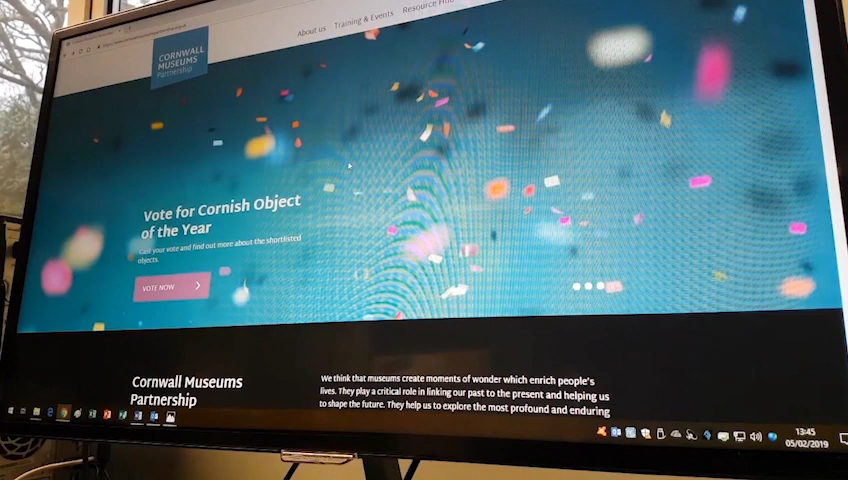 About us
Training & Events
Resource Hub
CORNWALL
MUSEUMS
Partnership
Vote for Cornish Object
of the Year
Cast your vote and find out more about the shortlisted
objects.
VOTE NOW
Cornwall Museums
Partnership
We think that museums create moments of wonder which enrich people's
lives. They play a critical role in linking our past to the present and helping us
to shape the future. They help us to explore the most profound and enduring
13:45
05/02/2019